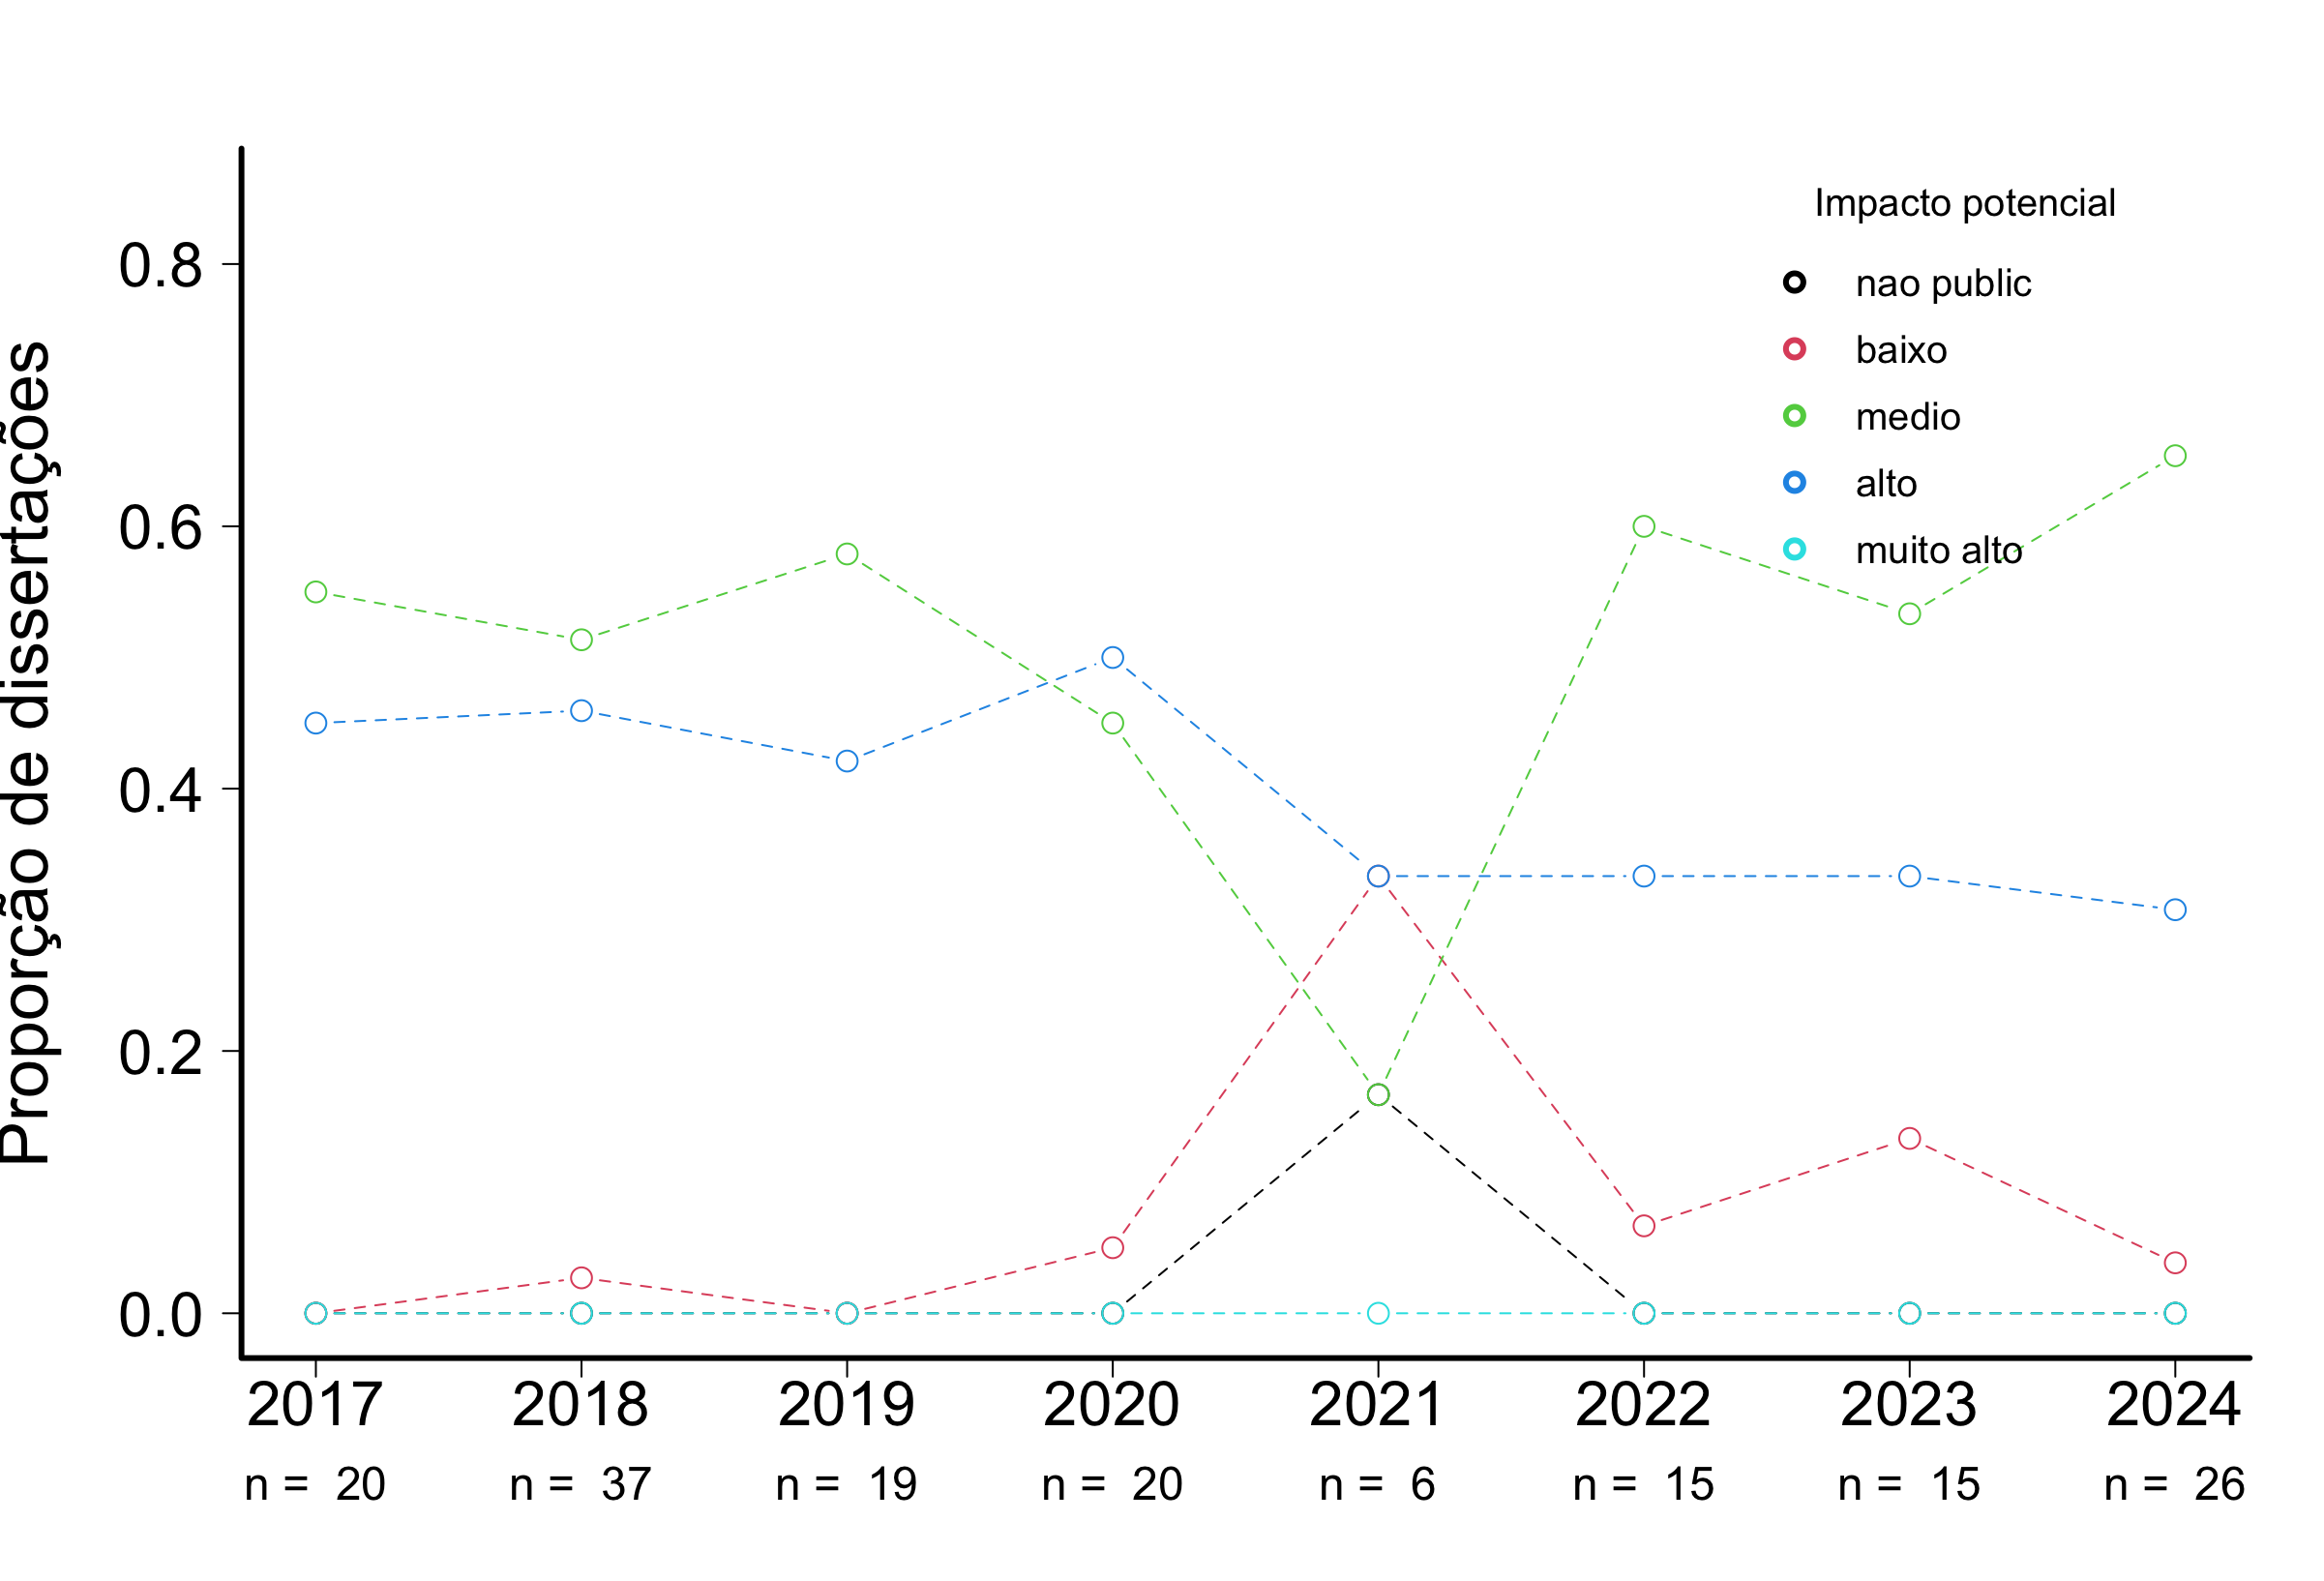 Proporção de dissertações
0.8
0.6
0.4
0.2
0.0
Impacto potencial
nao public
baixo
medio
alto
muito alto
2017 2018 2019 2020 2021 2022 2023 2024
n = 20 n = 37 n = 19 n = 20 n = 6 n = 15 n = 15 n = 26